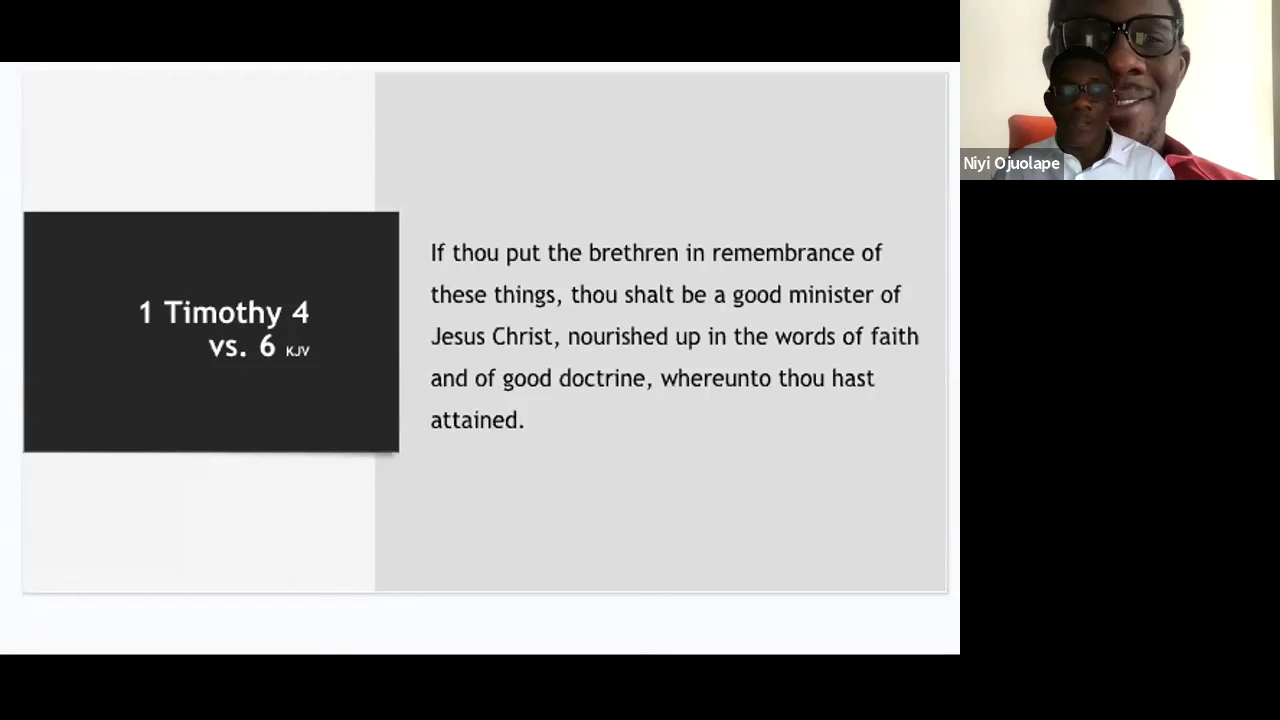 1 Timothy 4
vs. 6 KJV
If thou put the brethren in remembrance of
these things, thou shalt be a good minister of
Jesus Christ, nourished up in the words of faith
and of good doctrine, whereunto thou hast
attained.
Niyi Ojuolape